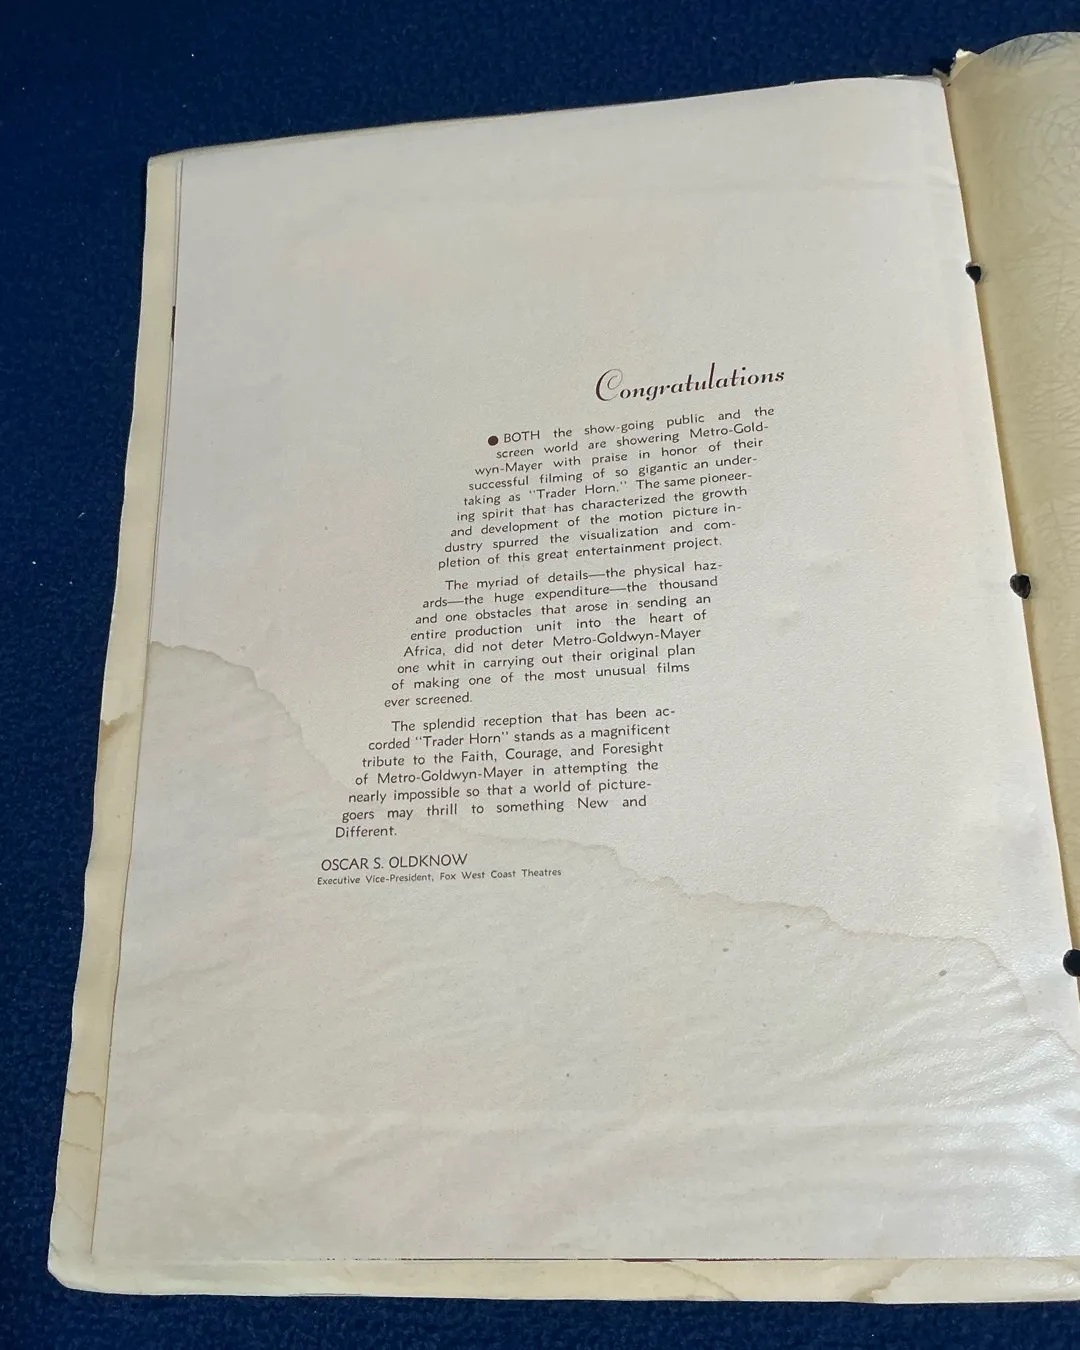 Congratulations
● BOTH the show-going public and the
screen world are showering Metro-Gold-
wyn-Mayer with praise in honor of their
successful filming of so gigantic an under-
taking as "Trader Horn." The same pioneer-
ing spirit that has characterized the growth
and development of the motion picture in-
dustry spurred the visualization and com-
pletion of this great entertainment project.
The myriad of details—the physical haz-
ards—the huge expenditure—the thousand
and one obstacles that arose in sending an
entire production unit into the heart of
Africa, did not deter Metro-Goldwyn-Mayer
one whit in carrying out their original plan
of making one of the most unusual films
ever screened.
The splendid reception that has been ac-
corded "Trader Horn" stands as a magnificent
tribute to the Faith, Courage, and Foresight
of Metro-Goldwyn-Mayer in attempting the
nearly impossible so that a world of picture-
goers may thrill to something New and
Different.
OSCAR S. OLDKNOW
Executive Vice-President, Fox West Coast Theatres